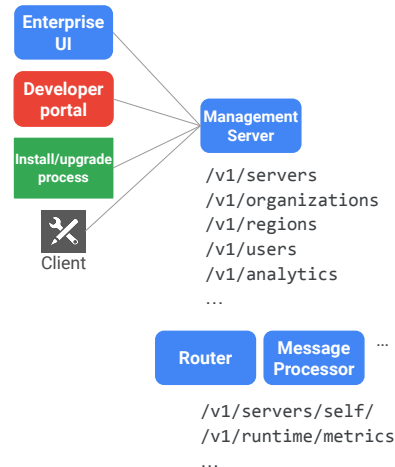 Enterprise
UI
Developer
portal
Install/upgrade
process
Client
Management
Server
/v1/servers
/v1/organizations
/v1/regions
/v1/users
/v1/analytics
...
Router
Message
Processor
...
/v1/servers/self/
/v1/runtime/metrics
...